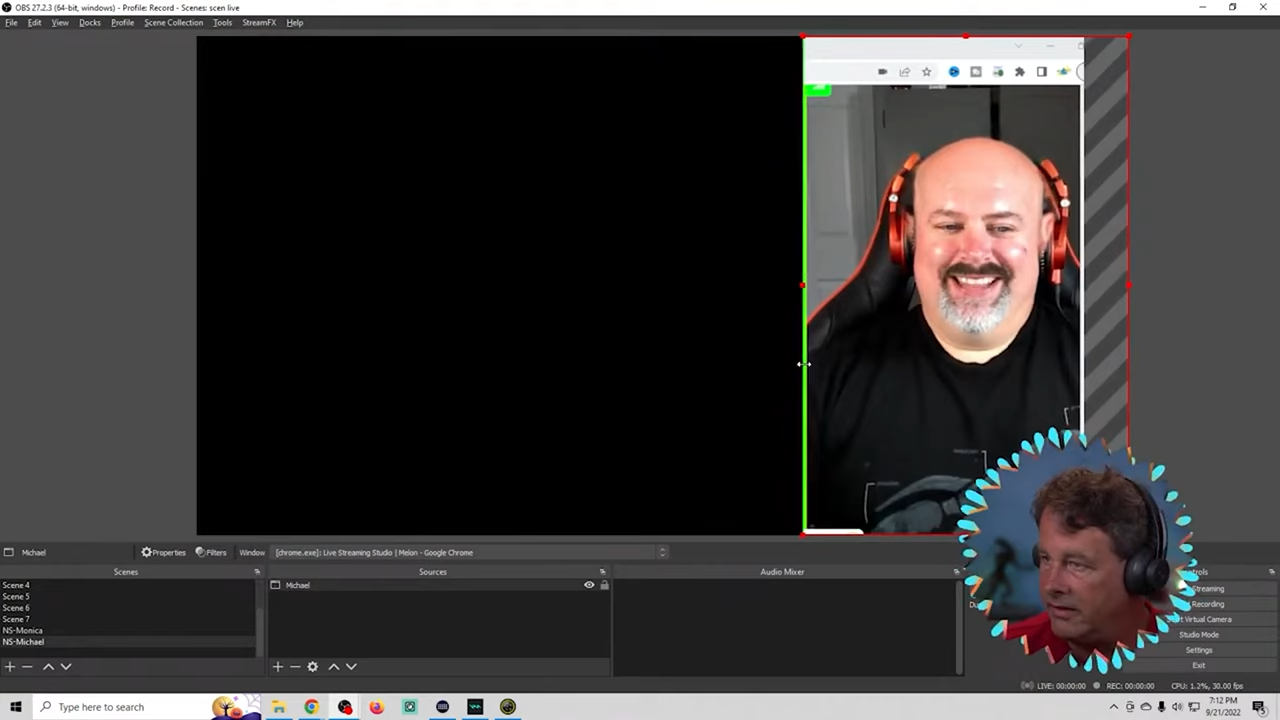 OBS 27.2.3 (64-bit, windows) - Profile: Record - Scenes: scen live
File Edit View Docks Profile Scene Collection Tools StreamFX Help
Michael Properties Filters Window [chrome.exe]: Live Streaming Studio | Melon - Google Chrome
Scenes Sources Audio Mixer
Scene 4
Scene 5
Scene 6
Scene 7
NS-Monica
NS-Michael
Michael
Streaming
Recording
Virtual Camera
Studio Mode
Settings
Exit
LIVE: 00:00:00 REC: 00:00:00 CPU: 1.2%, 30.00 fps
Type here to search
7:12 PM
9/21/2022